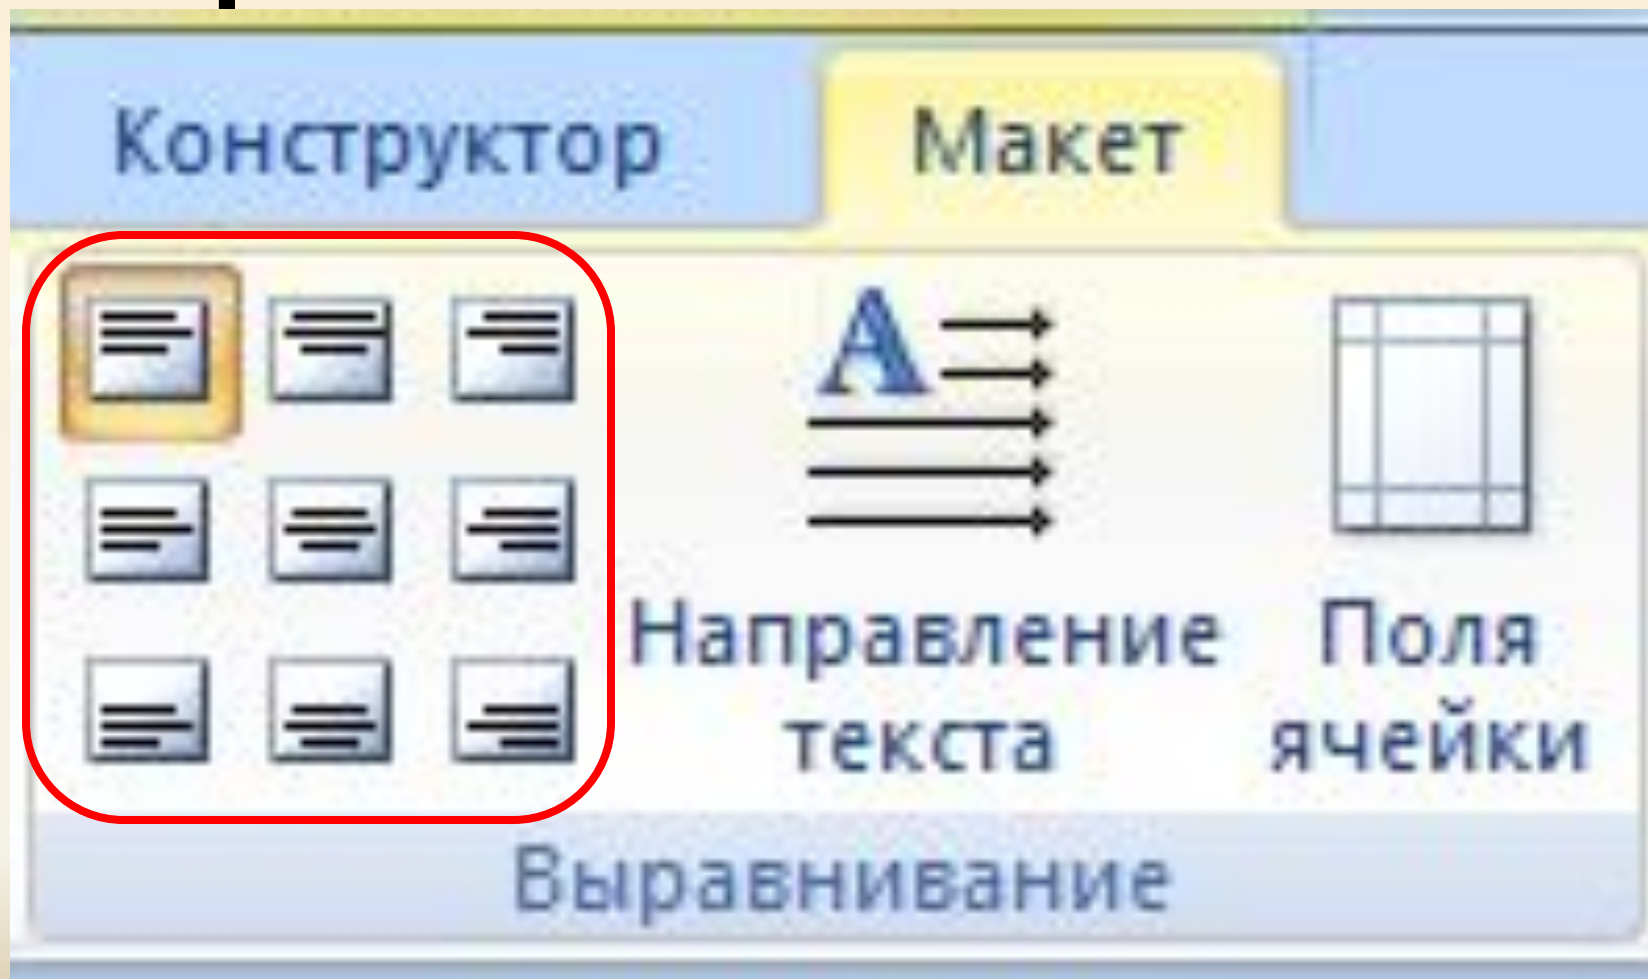 Конструктор Макет
Направление Поля
текста ячейки
Выравнивание